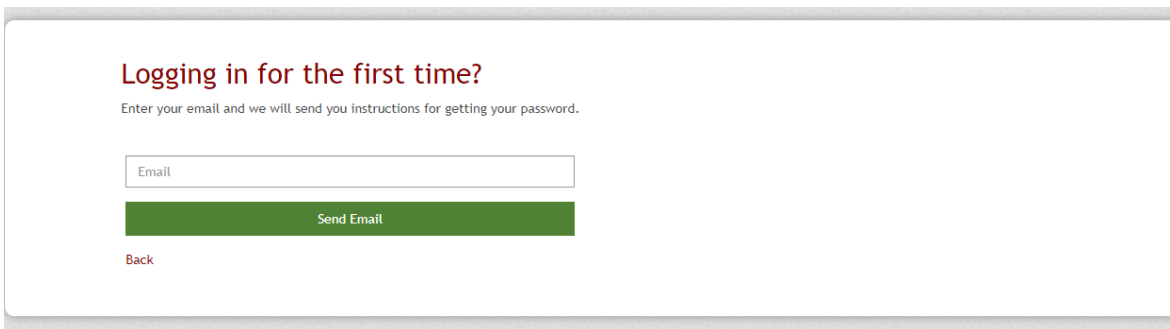 Logging in for the first time?
Enter your email and we will send you instructions for getting your password.
Email
Send Email
Back